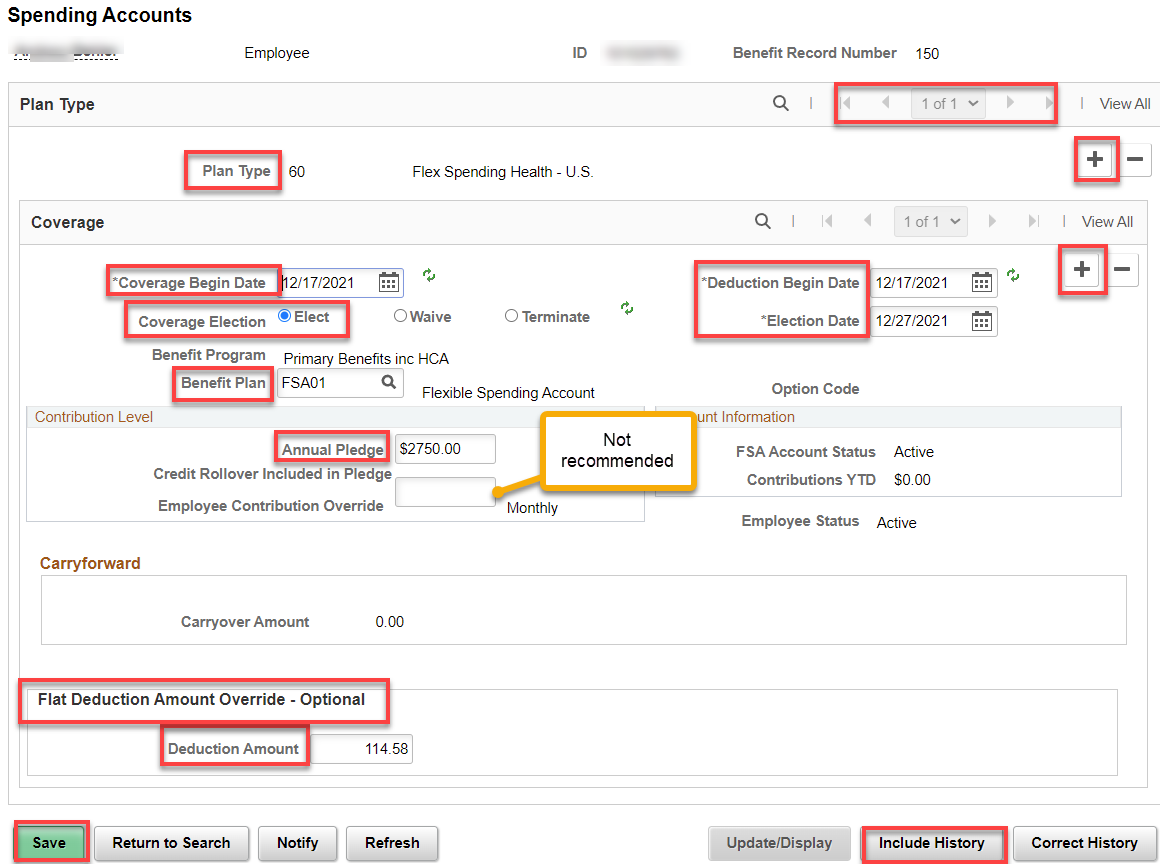 Spending Accounts
Employee ID Benefit Record Number 150
Plan Type 1 of 1 View All
Plan Type 60 Flex Spending Health - U.S.
Coverage 1 of 1 View All
*Coverage Begin Date 12/17/2021 *Deduction Begin Date 12/17/2021
Coverage Election Elect Waive Terminate *Election Date 12/27/2021
Benefit Program Primary Benefits inc HCA
Benefit Plan FSA01 Flexible Spending Account Option Code
Contribution Level unt Information
Not
recommended
Annual Pledge $2750.00 FSA Account Status Active
Credit Rollover Included in Pledge Contributions YTD $0.00
Employee Contribution Override Monthly
Employee Status Active
Carryforward
Carryover Amount 0.00
Flat Deduction Amount Override - Optional
Deduction Amount 114.58
Save Return to Search Notify Refresh Update/Display Include History Correct History